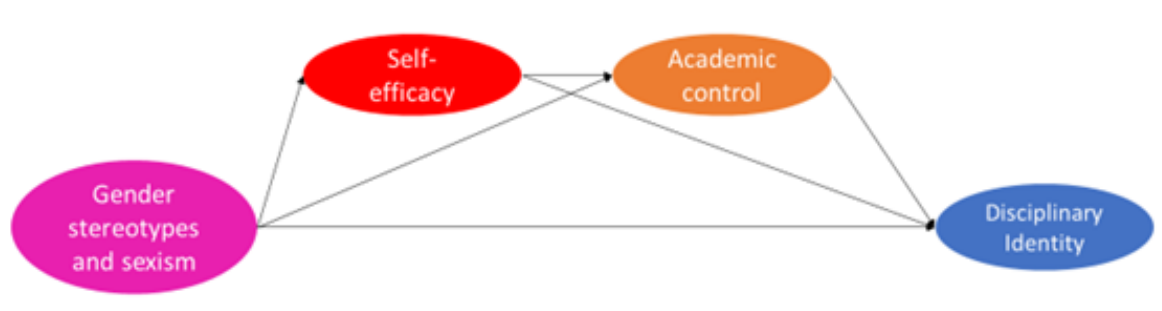 Self-
efficacy
Academic
control
Gender
stereotypes
and sexism
Disciplinary
Identity